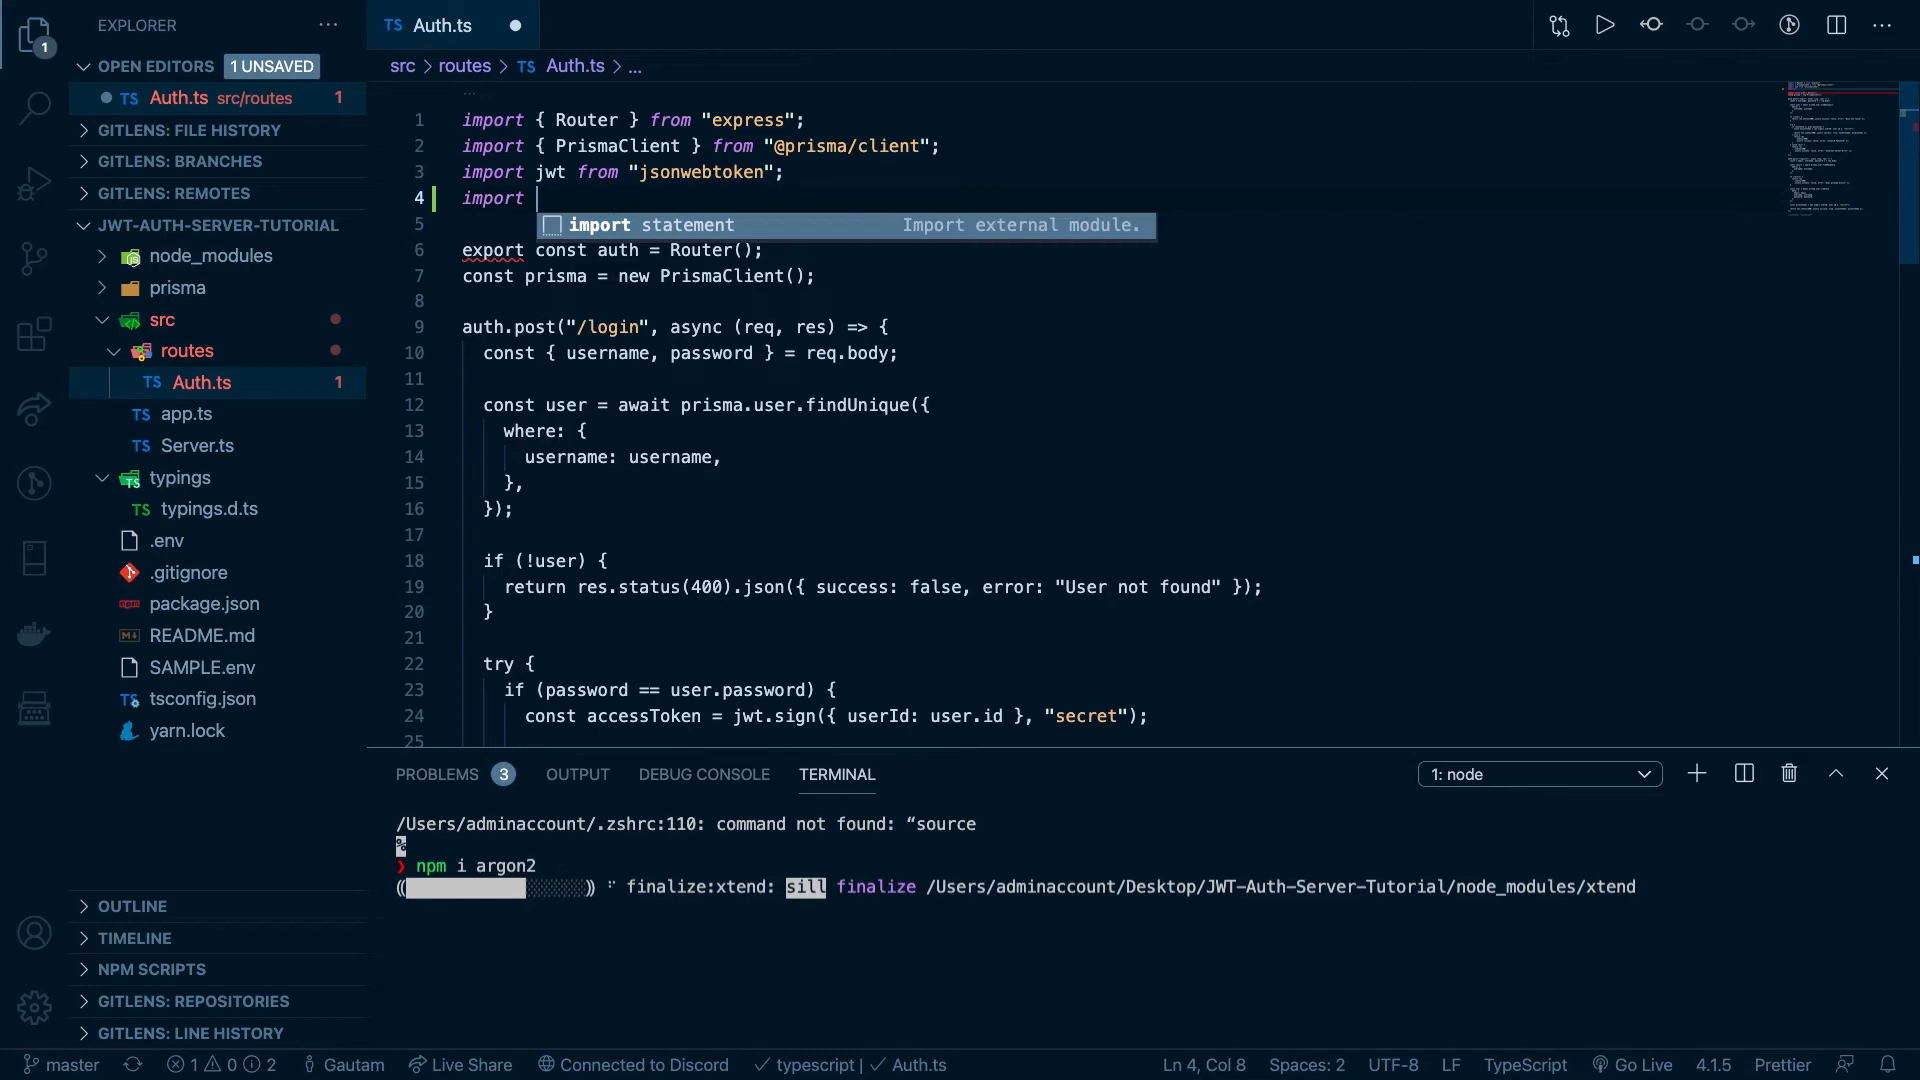 EXPLORER
1
OPEN EDITORS 1 UNSAVED
TS Auth.ts src/routes 1
GITLENS: FILE HISTORY
GITLENS: BRANCHES
GITLENS: REMOTES
JWT-AUTH-SERVER-TUTORIAL
node_modules
prisma
src
routes
TS Auth.ts 1
TS app.ts
TS Server.ts
typings
TS typings.d.ts
.env
.gitignore
package.json
README.md
SAMPLE.env
tsconfig.json
yarn.lock
OUTLINE
TIMELINE
NPM SCRIPTS
GITLENS: REPOSITORIES
GITLENS: LINE HISTORY
TS Auth.ts
src > routes > TS Auth.ts > ...
1 import { Router } from "express";
2 import { PrismaClient } from "@prisma/client";
3 import jwt from "jsonwebtoken";
4 import
import statement Import external module.
5
6 export const auth = Router();
7 const prisma = new PrismaClient();
8
9 auth.post("/login", async (req, res) => {
10 const { username, password } = req.body;
11
12 const user = await prisma.user.findUnique({
13 where: {
14 username: username,
15 },
16 });
17
18 if (!user) {
19 return res.status(400).json({ success: false, error: "User not found" });
20 }
21
22 try {
23 if (password == user.password) {
24 const accessToken = jwt.sign({ userId: user.id }, "secret");
25
PROBLEMS 3 OUTPUT DEBUG CONSOLE TERMINAL 1: node
/Users/adminaccount/.zshrc:110: command not found: “source
%
❯ npm i argon2
finalize:xtend: sill finalize /Users/adminaccount/Desktop/JWT-Auth-Server-Tutorial/node_modules/xtend
master 1 0 2 Gautam Live Share Connected to Discord typescript | Auth.ts Ln 4, Col 8 Spaces: 2 UTF-8 LF TypeScript Go Live 4.1.5 Prettier